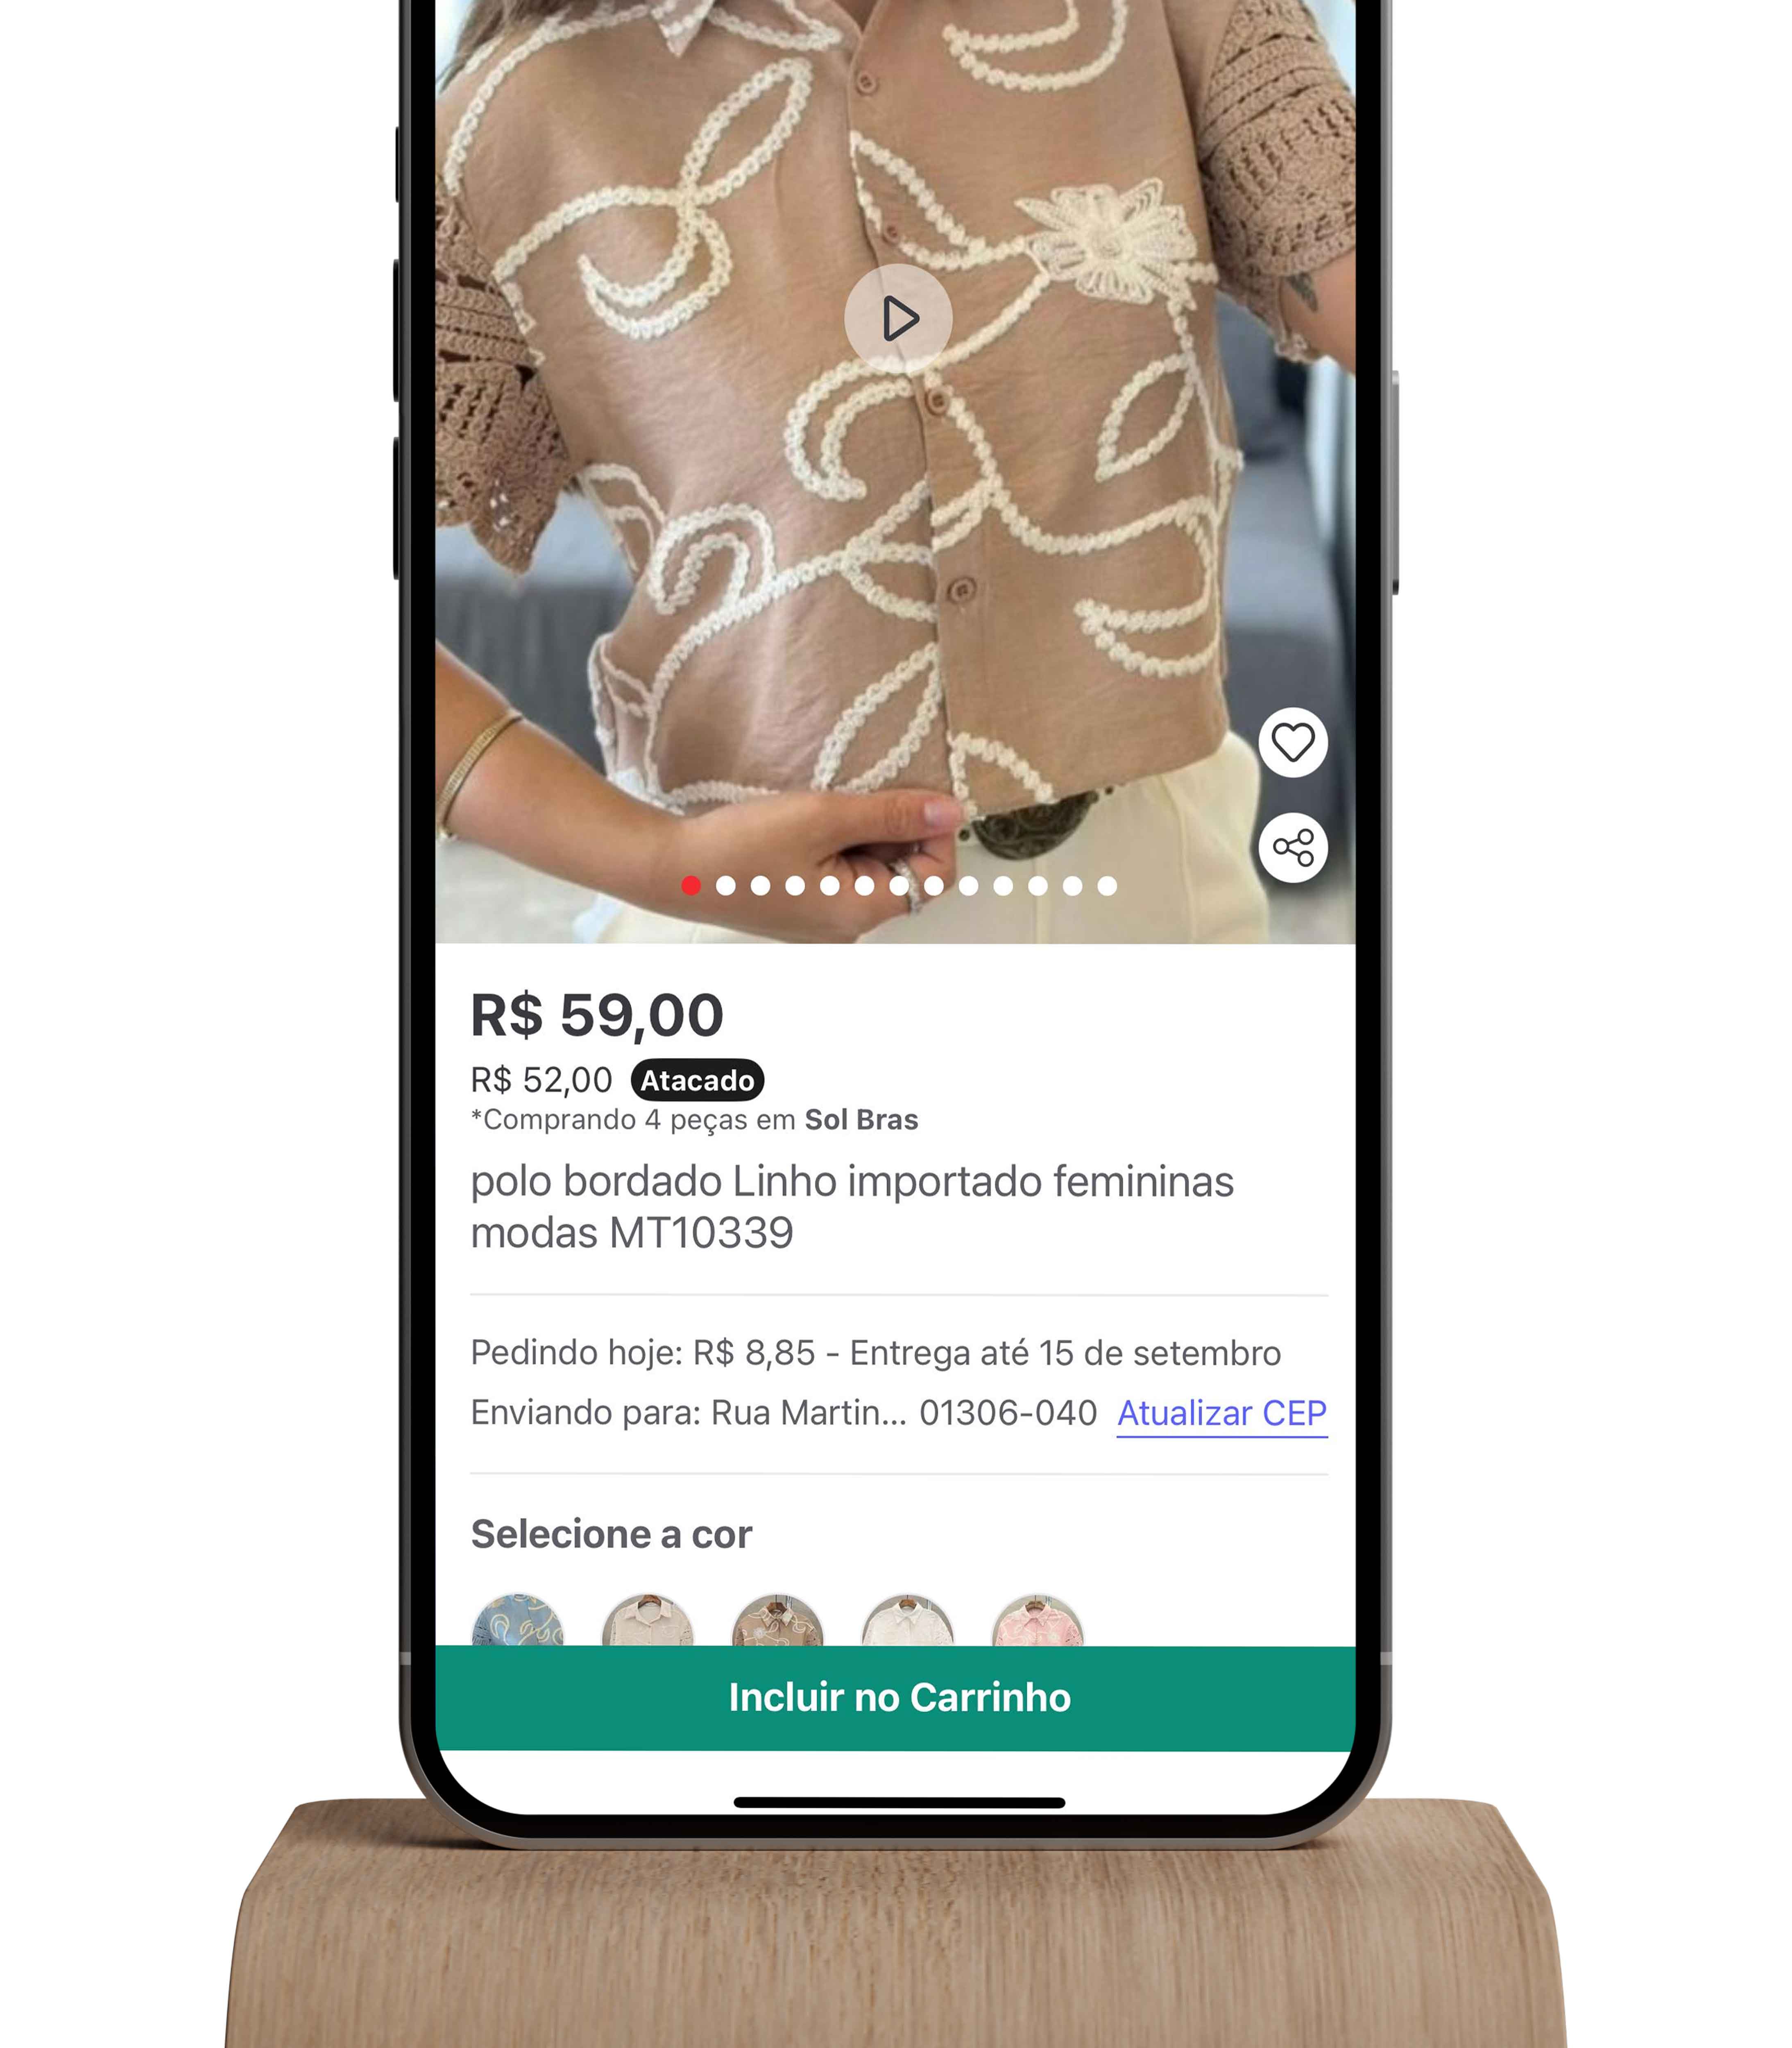 R$ 59,00
R$ 52,00 Atacado
*Comprando 4 peças em Sol Bras
polo bordado Linho importado femininas
modas MT10339
Pedindo hoje: R$ 8,85 - Entrega até 15 de setembro
Enviando para: Rua Martin... 01306-040 Atualizar CEP
Selecione a cor
Incluir no Carrinho